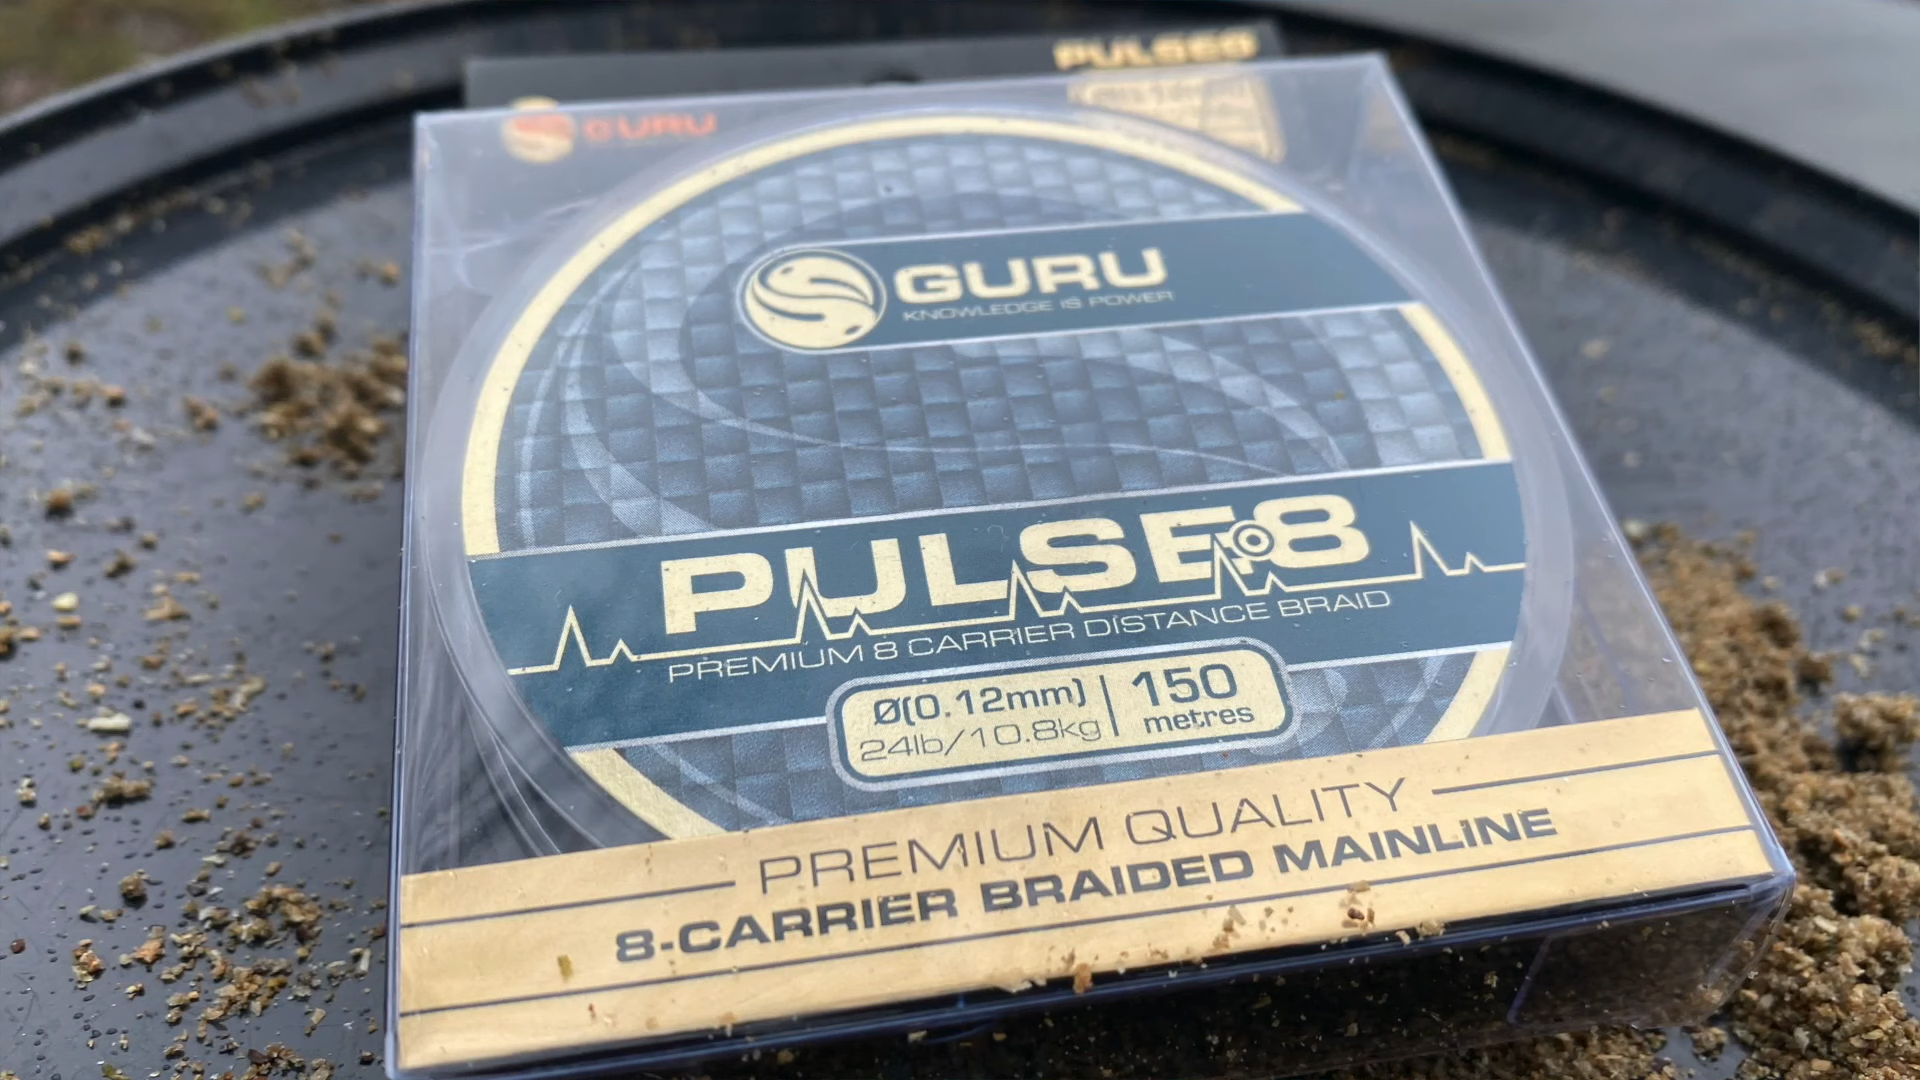 PULSE8
GURU
GURU
KNOWLEDGE IS POWER
PULSE8
PREMIUM 8 CARRIER DISTANCE BRAID
Ø(0.12mm)
24lb/10.8kg
150
metres
PREMIUM QUALITY
8-CARRIER BRAIDED MAINLINE